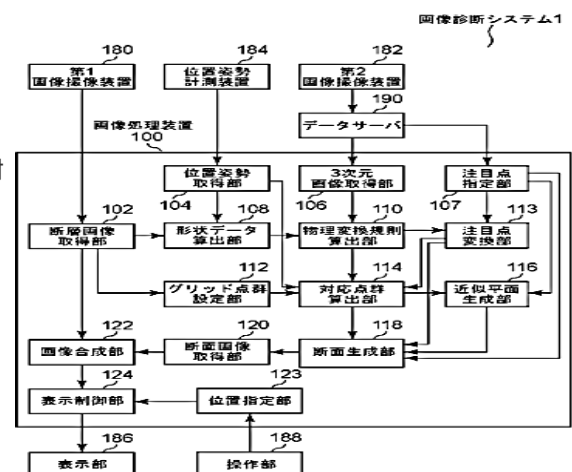 画像診断システム1
180
184
182
第1
画像撮像装置
位置姿勢
計測装置
第2
画像撮像装置
190
データサーバ
画像処理装置
100
位置姿勢
取得部
104
3次元
画像取得部
106
注目点
指定部
107
102
断層画像
取得部
108
形状データ
算出部
110
物理変換規則
算出部
113
注目点
変換部
112
グリッド点群
設定部
114
対応点群
算出部
116
近似平面
生成部
122
画像合成部
120
断面画像
取得部
118
断面生成部
124
表示制御部
123
位置指定部
186
表示部
188
操作部